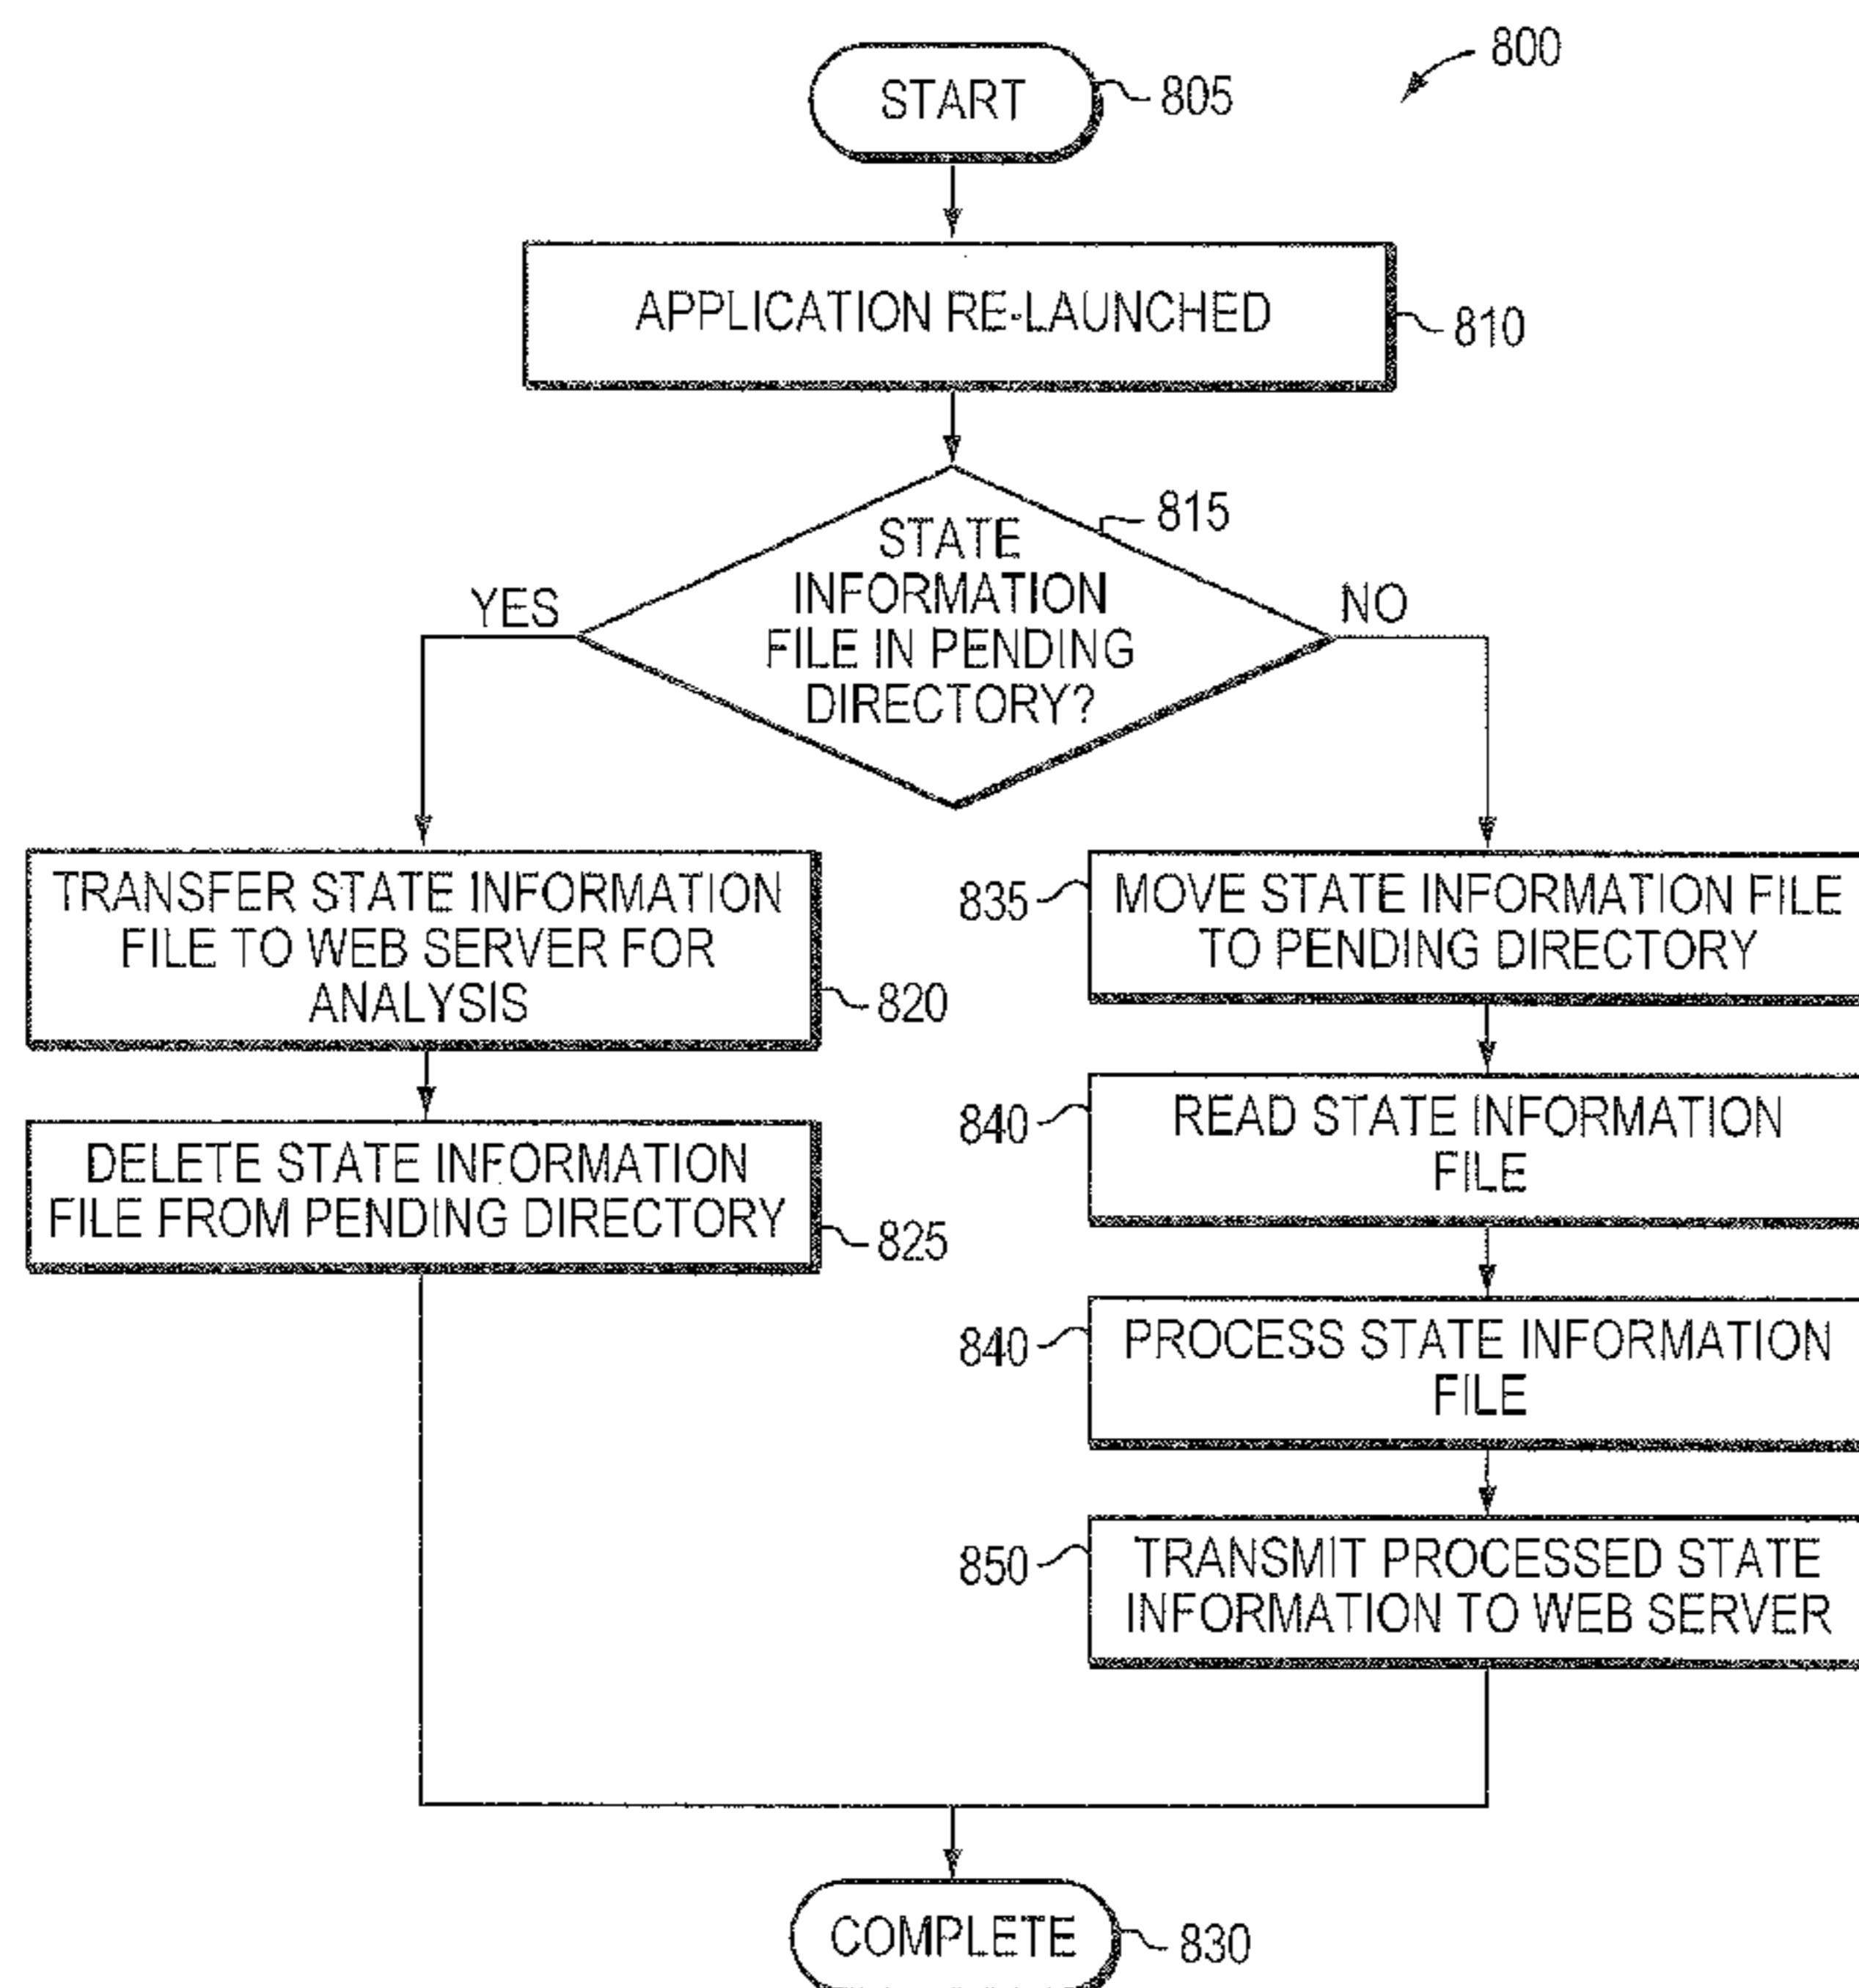 800
START
805
APPLICATION RE-LAUNCHED
810
STATE
INFORMATION
FILE IN PENDING
DIRECTORY?
815
YES
NO
TRANSFER STATE INFORMATION
FILE TO WEB SERVER FOR
ANALYSIS
820
DELETE STATE INFORMATION
FILE FROM PENDING DIRECTORY
825
835
MOVE STATE INFORMATION FILE
TO PENDING DIRECTORY
840
READ STATE INFORMATION
FILE
840
PROCESS STATE INFORMATION
FILE
850
TRANSMIT PROCESSED STATE
INFORMATION TO WEB SERVER
COMPLETE
830